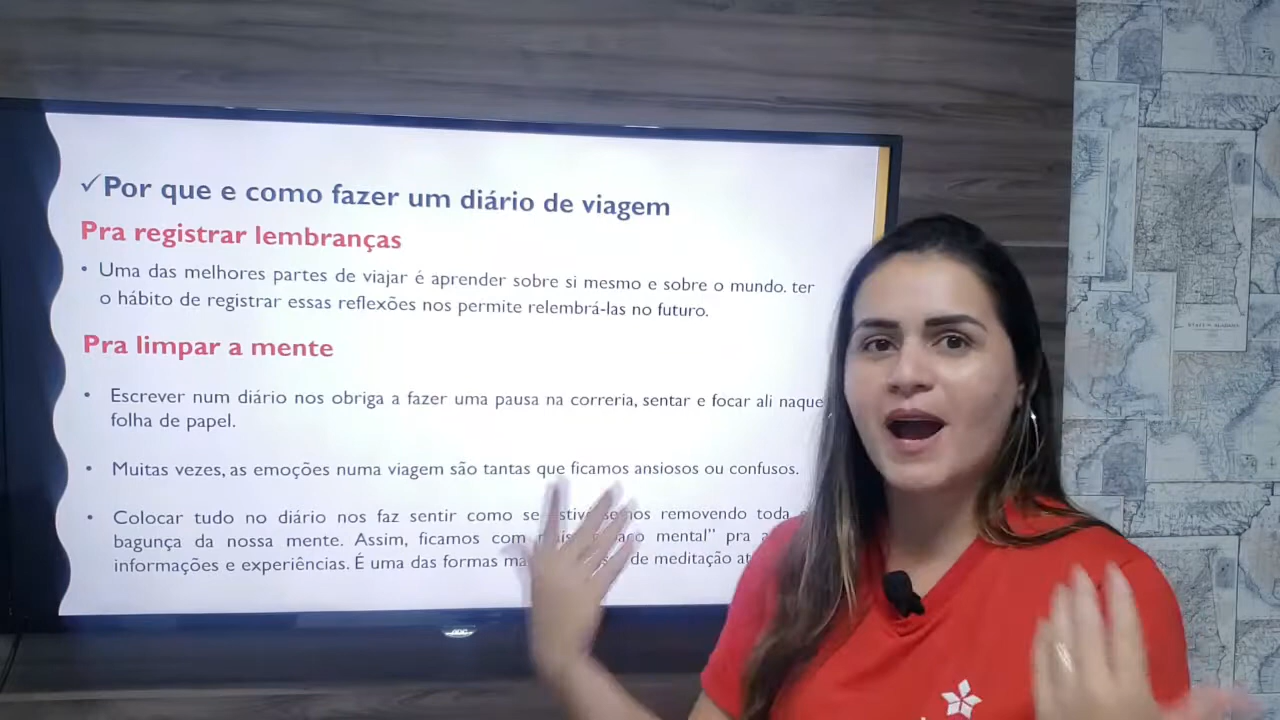 ✓Por que e como fazer um diário de viagem
Pra registrar lembranças
• Uma das melhores partes de viajar é aprender sobre si mesmo e sobre o mundo. ter
o hábito de registrar essas reflexões nos permite relembrá-las no futuro.
Pra limpar a mente
• Escrever num diário nos obriga a fazer uma pausa na correria, sentar e focar ali naque
folha de papel.
• Muitas vezes, as emoções numa viagem são tantas que ficamos ansiosos ou confusos.
• Colocar tudo no diário nos faz sentir como se removendo toda
bagunça da nossa mente. Assim, ficamos com mental” pra
informações e experiências. É uma das formas de meditação
AOC